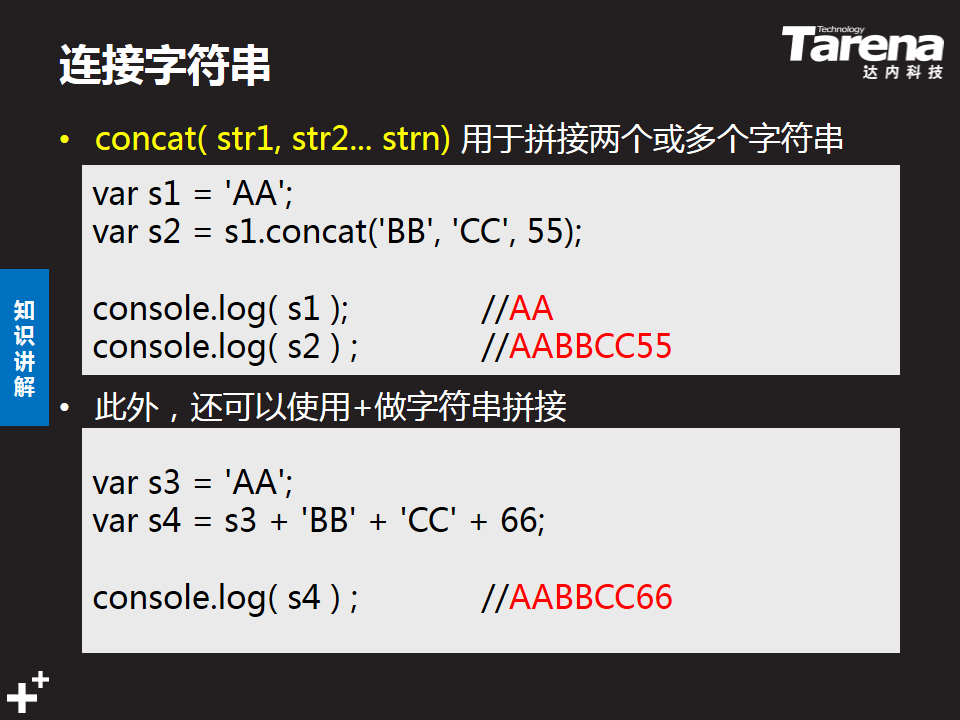 连接字符串
Technology
Tarena
达内科技
• concat( str1, str2... strn) 用于拼接两个或多个字符串
var s1 = 'AA';
var s2 = s1.concat('BB', 'CC', 55);
console.log( s1 ); //AA
console.log( s2 ) ; //AABBCC55
知识讲解
• 此外，还可以使用+做字符串拼接
var s3 = 'AA';
var s4 = s3 + 'BB' + 'CC' + 66;
console.log( s4 ) ; //AABBCC66